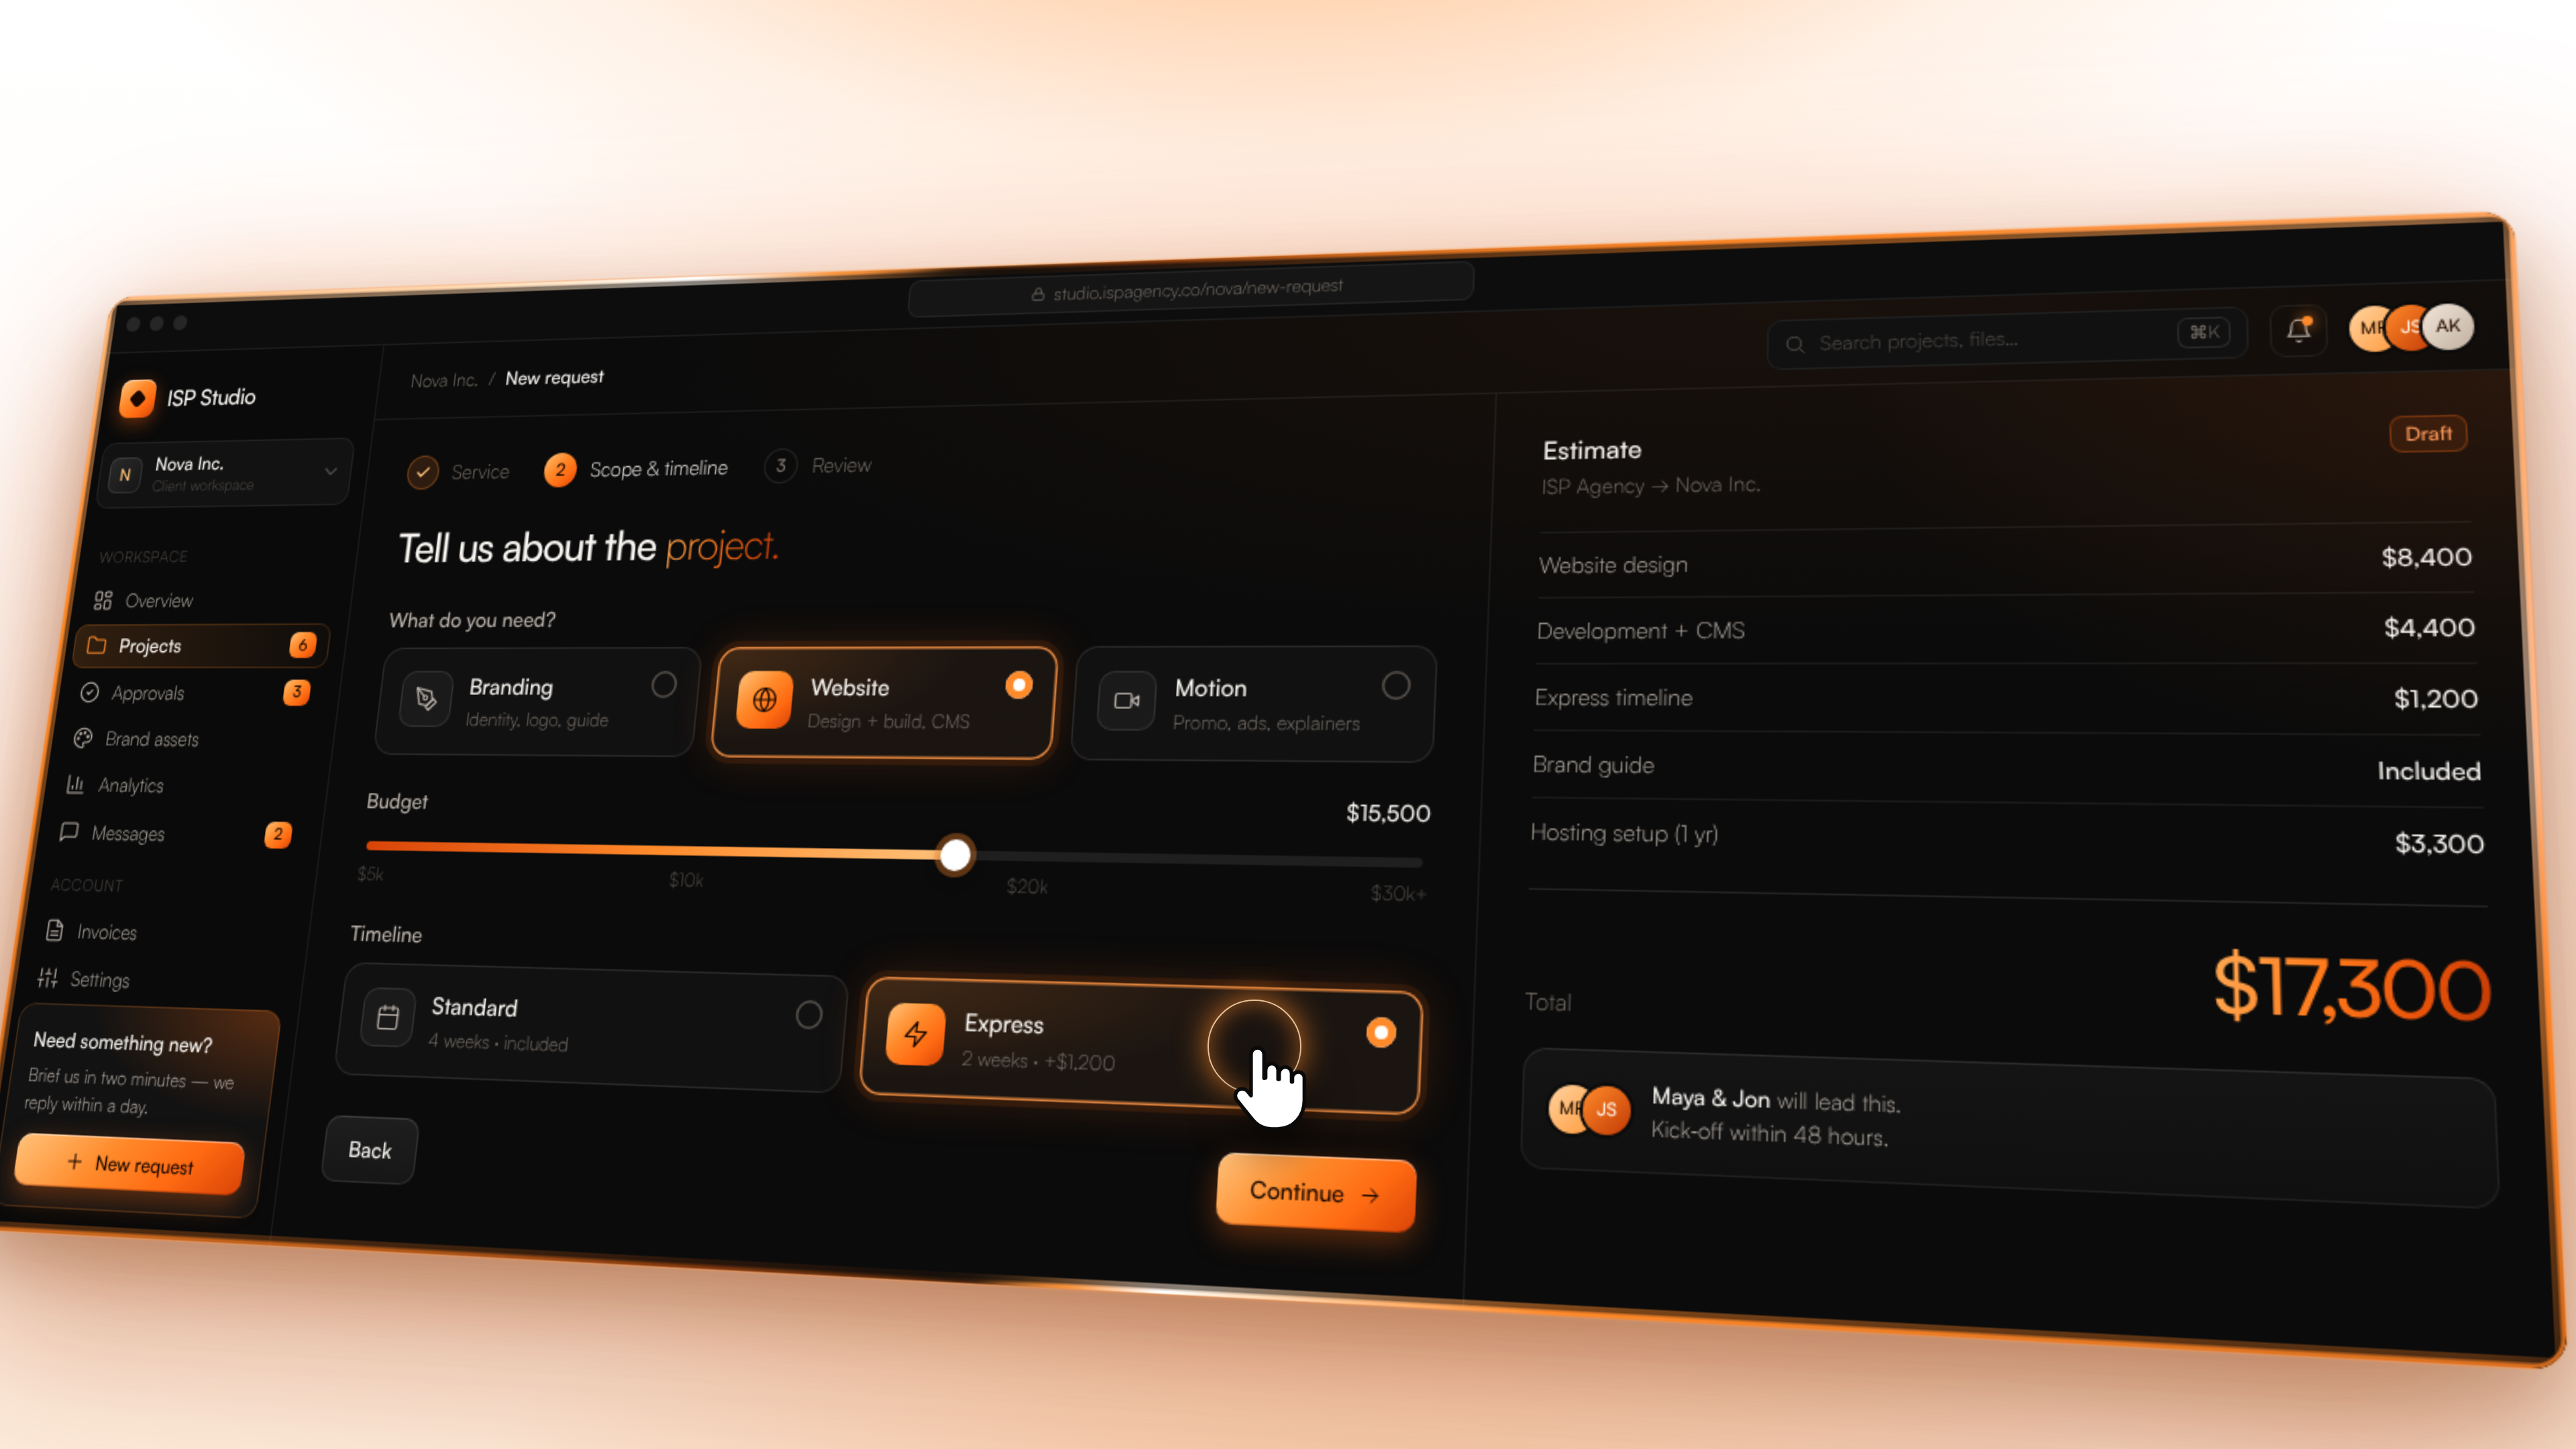 studio.ispagency.co/nova/new-request
ISP Studio
N
Nova Inc.
Client workspace
WORKSPACE
Overview
Projects 6
Approvals 3
Brand assets
Analytics
Messages 2
ACCOUNT
Invoices
Settings
Need something new?
Brief us in two minutes — we
reply within a day.
+ New request
Nova Inc. / New request
Search projects, files... ⌘K
JS AK
Service 2 Scope & timeline 3 Review
Tell us about the project.
What do you need?
Branding
Identity, logo, guide
Website
Design + build, CMS
Motion
Promo, ads, explainers
Budget $15,500
$5k $10k $20k $30k+
Timeline
Standard
4 weeks • included
Express
2 weeks • +$1,200
Back
Continue →
Estimate Draft
ISP Agency → Nova Inc.
Website design $8,400
Development + CMS $4,400
Express timeline $1,200
Brand guide Included
Hosting setup (1 yr) $3,300
Total $17,300
JS
Maya & Jon will lead this.
Kick-off within 48 hours.